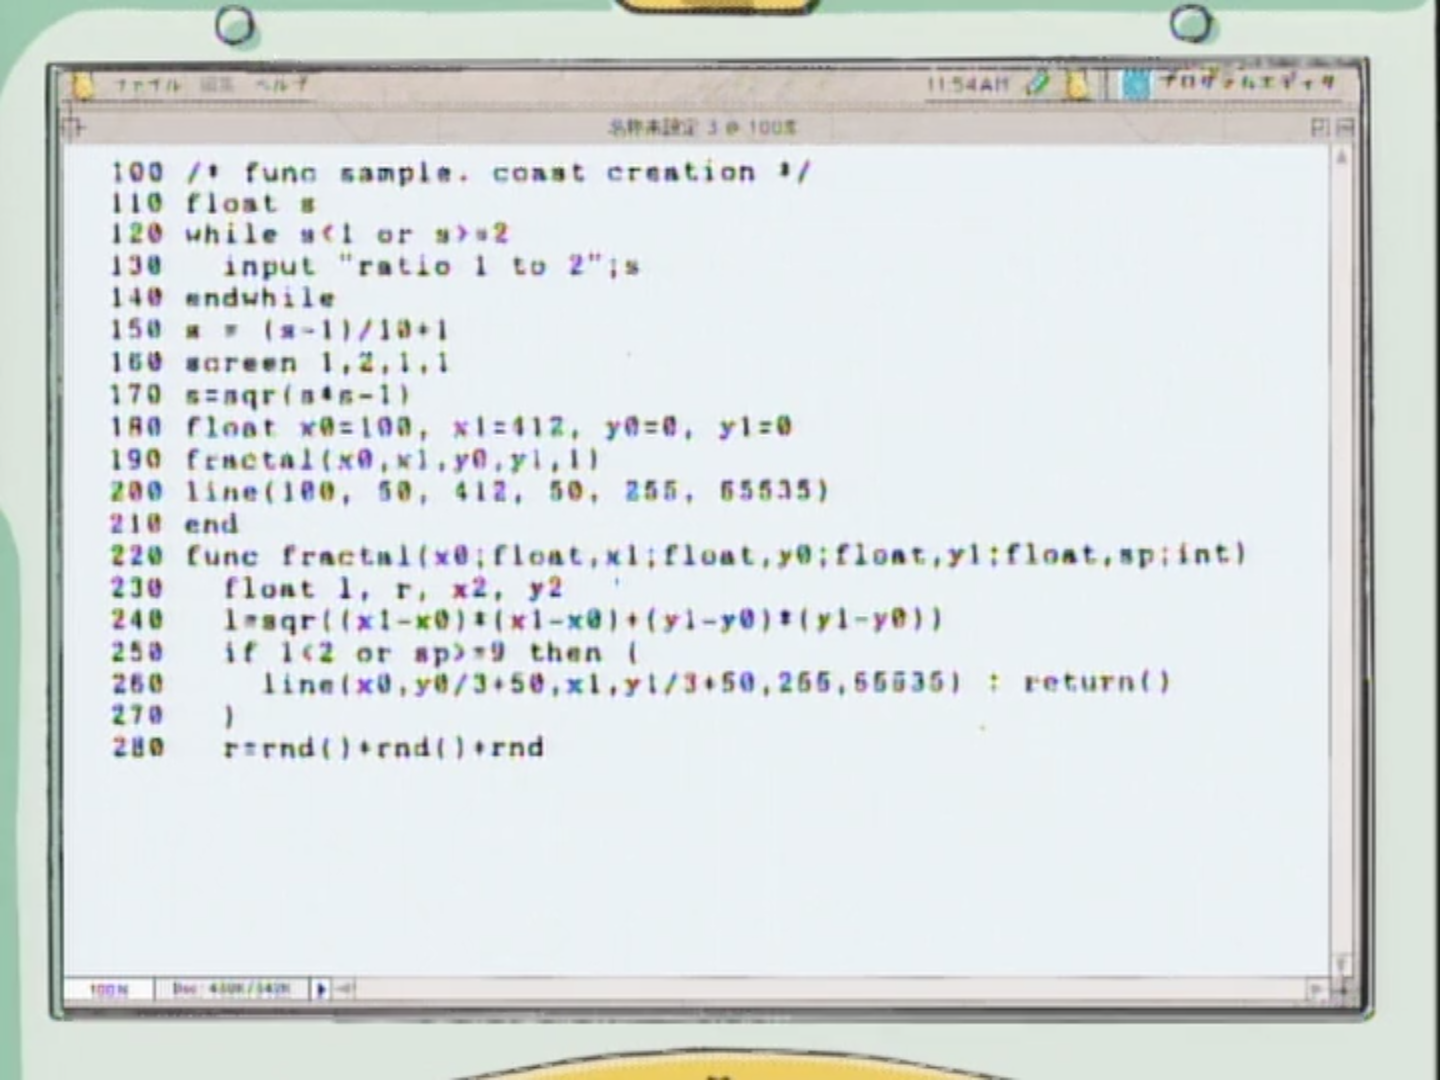 ファイル 編集 ヘルプ 11:54AM プログラムエディタ
名称未設定 3 @ 100%
100 /* func sample. coast creation */
110 float s
120 while s<1 or s>=2
130 input "ratio 1 to 2";s
140 endwhile
150 s = (s-1)/10+1
160 screen 1,2,1,1
170 s=sqr(s*s-1)
180 float x0=100, x1=412, y0=0, y1=0
190 fractal(x0,x1,y0,y1,1)
200 line(100, 50, 412, 50, 255, 65535)
210 end
220 func fractal(x0;float,x1;float,y0;float,y1;float,sp;int)
230 float l, r, x2, y2
240 l=sqr((x1-x0)*(x1-x0)+(y1-y0)*(y1-y0))
250 if l<2 or sp>=9 then {
260 line(x0,y0/3+50,x1,y1/3+50,255,65535) : return()
270 }
280 r=rnd()+rnd()+rnd
100%